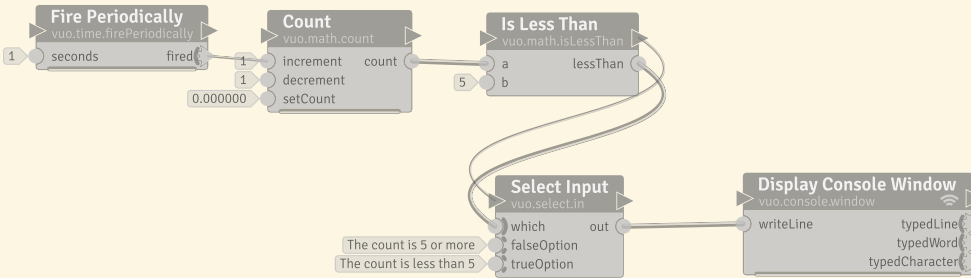 Fire Periodically
vuo.time.firePeriodically
1
seconds
fired
Count
vuo.math.count
1
increment
count
1
decrement
0.000000
setCount
Is Less Than
vuo.math.isLessThan
a
lessThan
5
b
Select Input
vuo.select.in
which
out
The count is 5 or more
falseOption
The count is less than 5
trueOption
Display Console Window
vuo.console.window
writeLine
typedLine
typedWord
typedCharacter